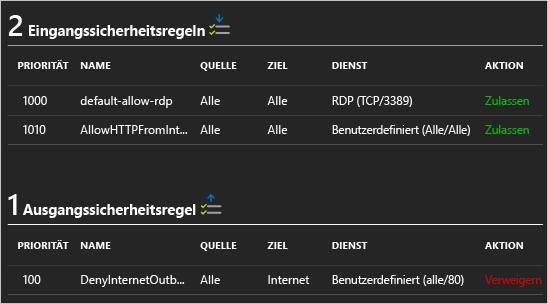 2 Eingangssicherheitsregeln
PRIORITÄT NAME QUELLE ZIEL DIENST AKTION
1000 default-allow-rdp Alle Alle RDP (TCP/3389) Zulassen
1010 AllowHTTPFromInt... Alle Alle Benutzerdefiniert (Alle/Alle) Zulassen
1 Ausgangssicherheitsregel
PRIORITÄT NAME QUELLE ZIEL DIENST AKTION
100 DenyInternetOutb... Alle Internet Benutzerdefiniert (alle/80) Verweigern